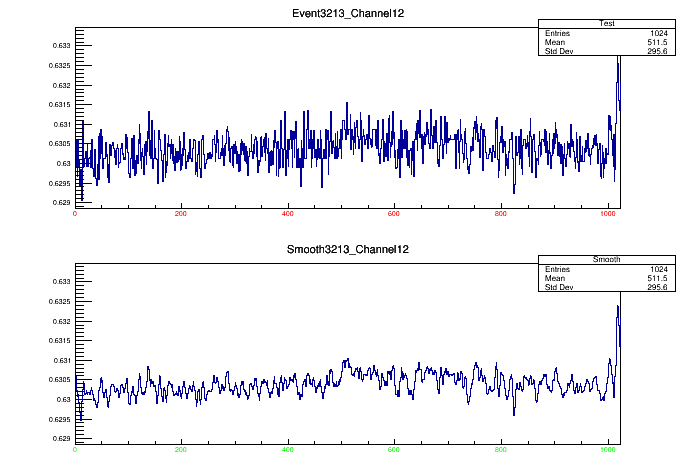 Event3213_Channel12
Test
Entries 1024
Mean 511.5
Std Dev 295.6
0.633
0.6325
0.632
0.6315
0.631
0.6305
0.63
0.6295
0.629
0 200 400 600 800 1000
Smooth3213_Channel12
Smooth
Entries 1024
Mean 511.5
Std Dev 295.6
0.633
0.6325
0.632
0.6315
0.631
0.6305
0.63
0.6295
0.629
0 200 400 600 800 1000